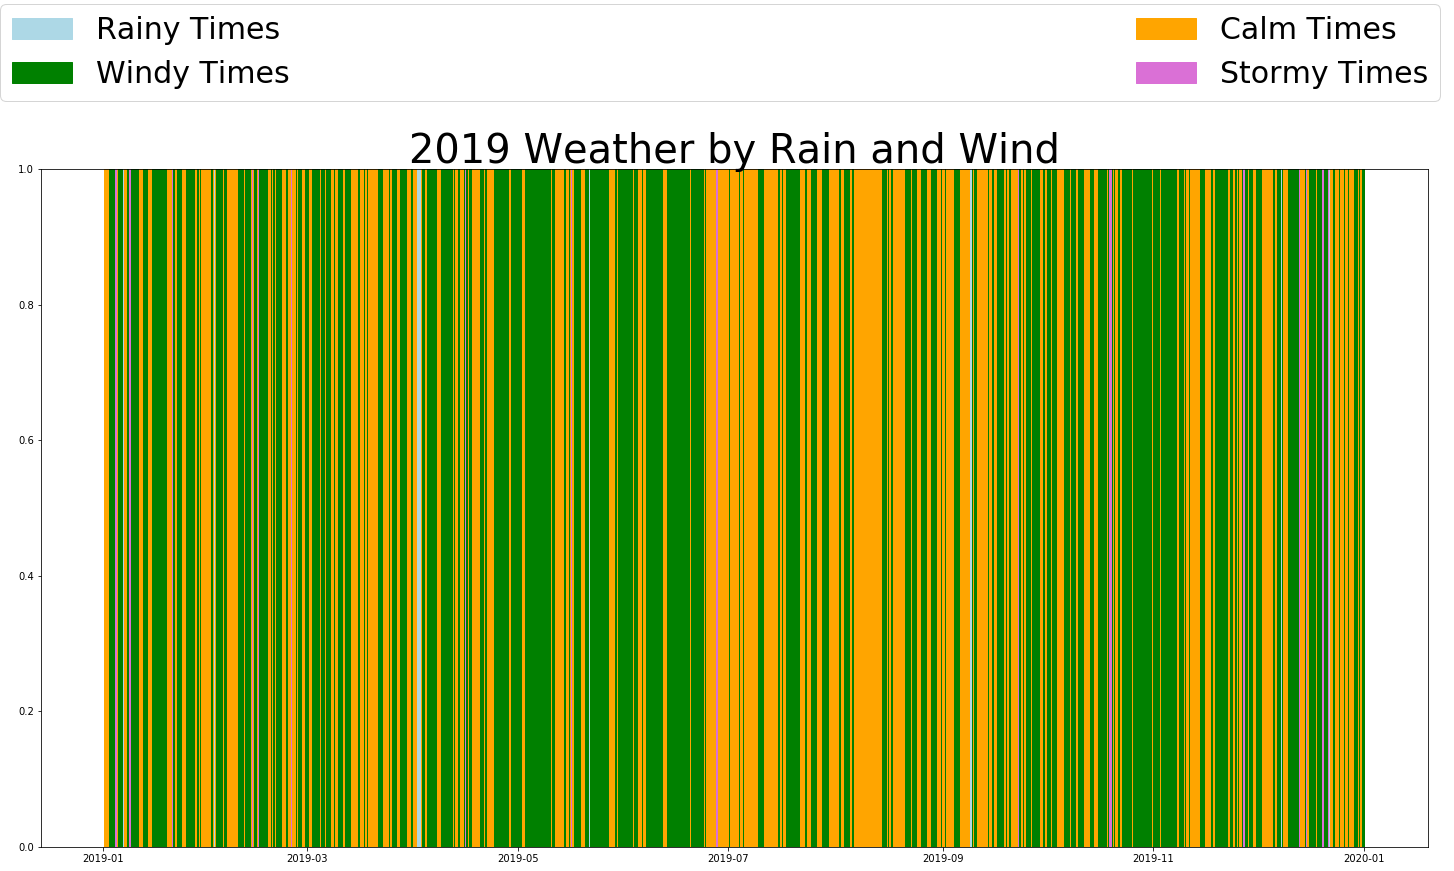 Rainy Times
Windy Times
Calm Times
Stormy Times
2019 Weather by Rain and Wind
1.0
0.8
0.6
0.4
0.2
0.0
2019-01 2019-03 2019-05 2019-07 2019-09 2019-11 2020-01